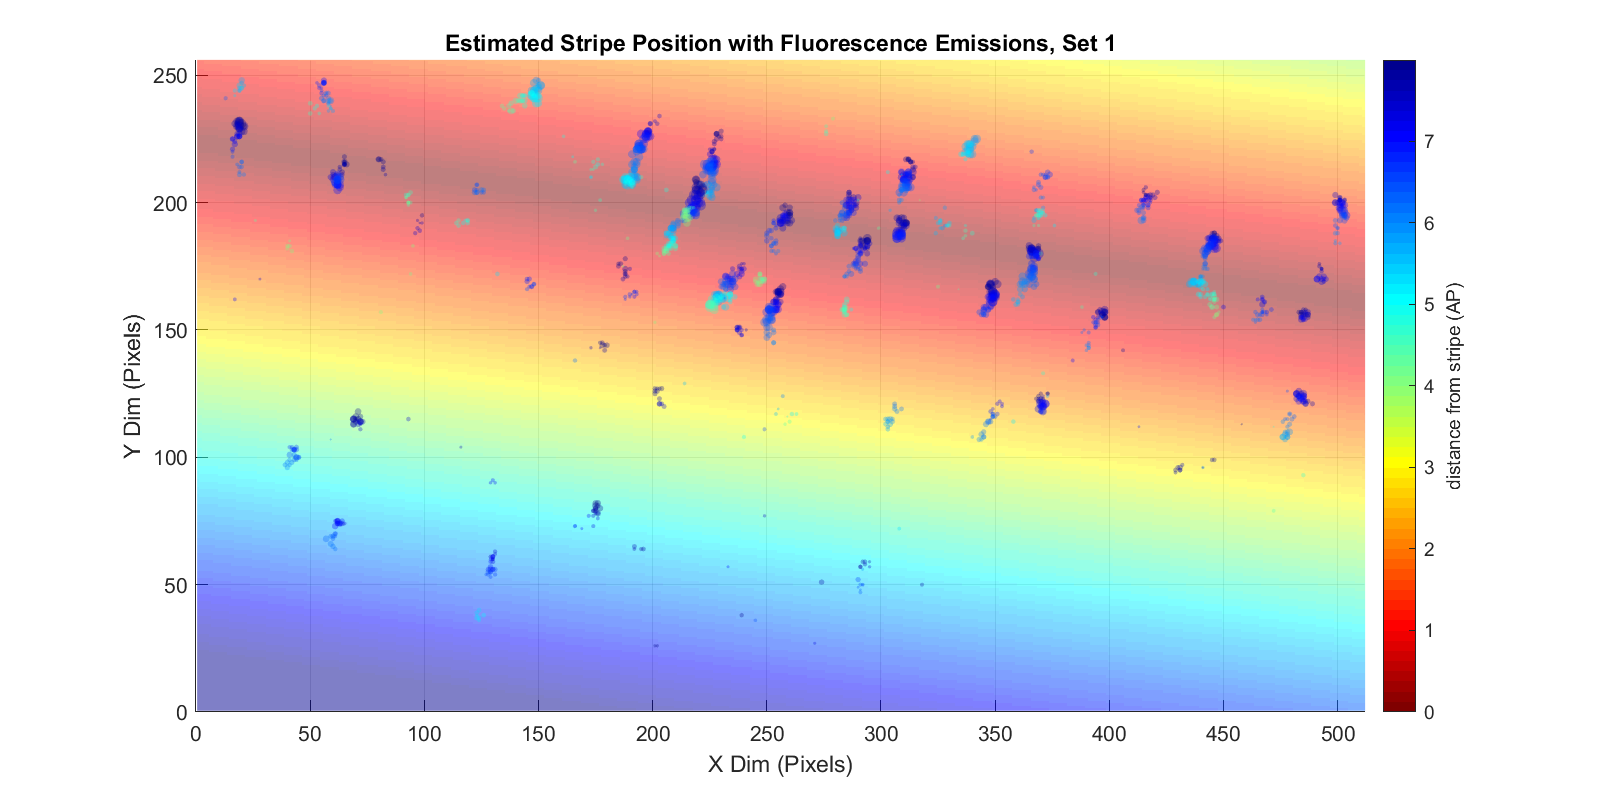 Estimated Stripe Position with Fluorescence Emissions, Set 1
250
200
150
100
50
0
Y Dim (Pixels)
0 50 100 150 200 250 300 350 400 450 500
X Dim (Pixels)
7
6
5
4
3
2
1
0
distance from stripe (AP)